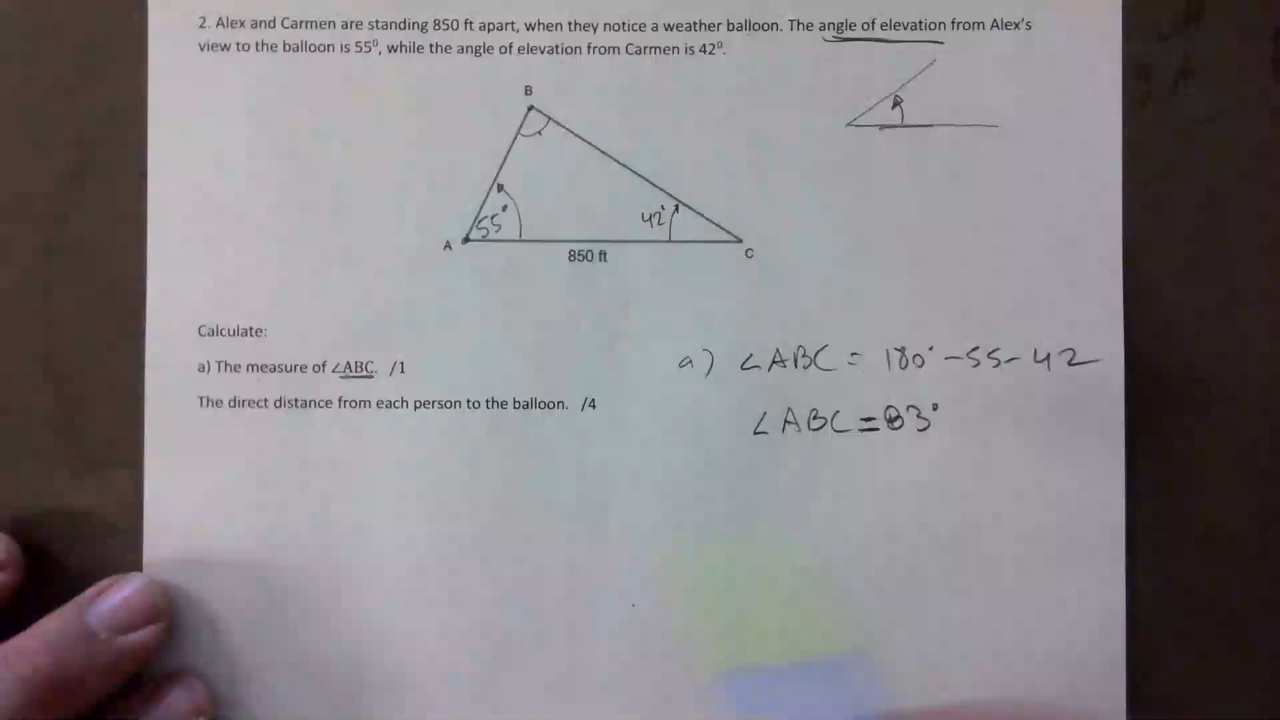 2. Alex and Carmen are standing 850 ft apart, when they notice a weather balloon. The angle of elevation from Alex's
view to the balloon is 55⁰, while the angle of elevation from Carmen is 42⁰.
B
55°
42°
A
C
850 ft
Calculate:
a) The measure of ∠ABC. /1
The direct distance from each person to the balloon. /4
a) ∠ABC = 180° - 55 - 42
∠ABC = 83°